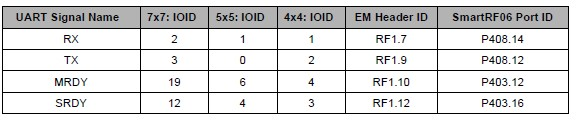 UART Signal Name 7x7: IOID 5x5: IOID 4x4: IOID EM Header ID SmartRF06 Port ID
RX 2 1 1 RF1.7 P408.14
TX 3 0 2 RF1.9 P408.12
MRDY 19 6 4 RF1.10 P403.12
SRDY 12 4 3 RF1.12 P403.16